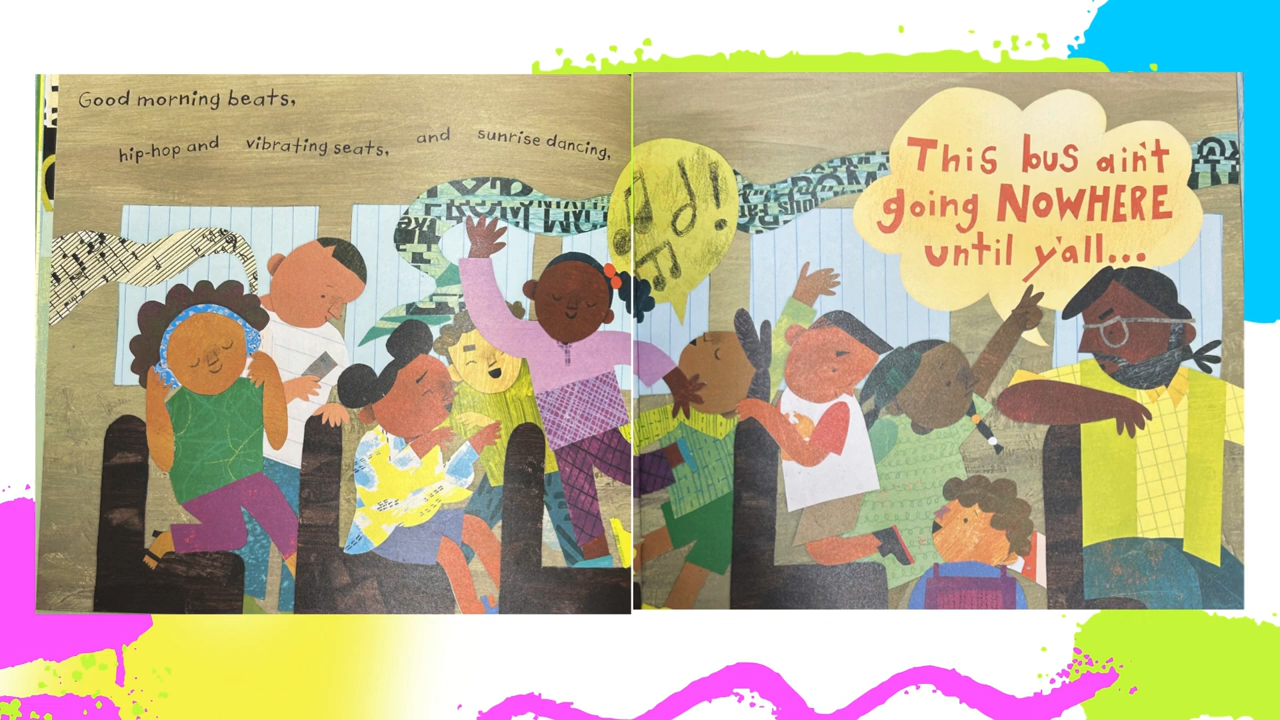 Good morning beats,
hip-hop and vibrating seats, and sunrise dancing,
This bus ain't
going NOWHERE
until y'all...